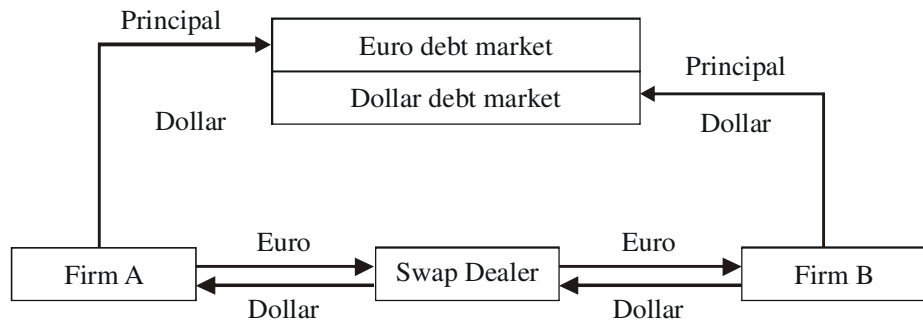 Principal
Euro debt market
Principal
Dollar debt market
Dollar
Dollar
Euro
Euro
Firm A
Swap Dealer
Firm B
Dollar
Dollar